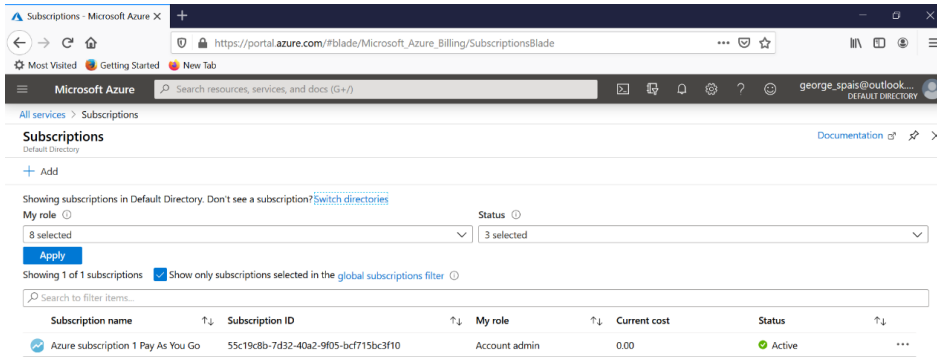 Subscriptions - Microsoft Azure
https://portal.azure.com/#blade/Microsoft_Azure_Billing/SubscriptionsBlade
Most Visited Getting Started New Tab
Microsoft Azure Search resources, services, and docs (G+/) george_spais@outlook....
DEFAULT DIRECTORY
All services > Subscriptions
Subscriptions Documentation
Default Directory
+ Add
Showing subscriptions in Default Directory. Don't see a subscription? Switch directories
My role Status
8 selected 3 selected
Apply
Showing 1 of 1 subscriptions Show only subscriptions selected in the global subscriptions filter
Search to filter items...
Subscription name Subscription ID My role Current cost Status
Azure subscription 1 Pay As You Go 55c19c8b-7d32-40a2-9f05-bcf715bc3f10 Account admin 0.00 Active ...